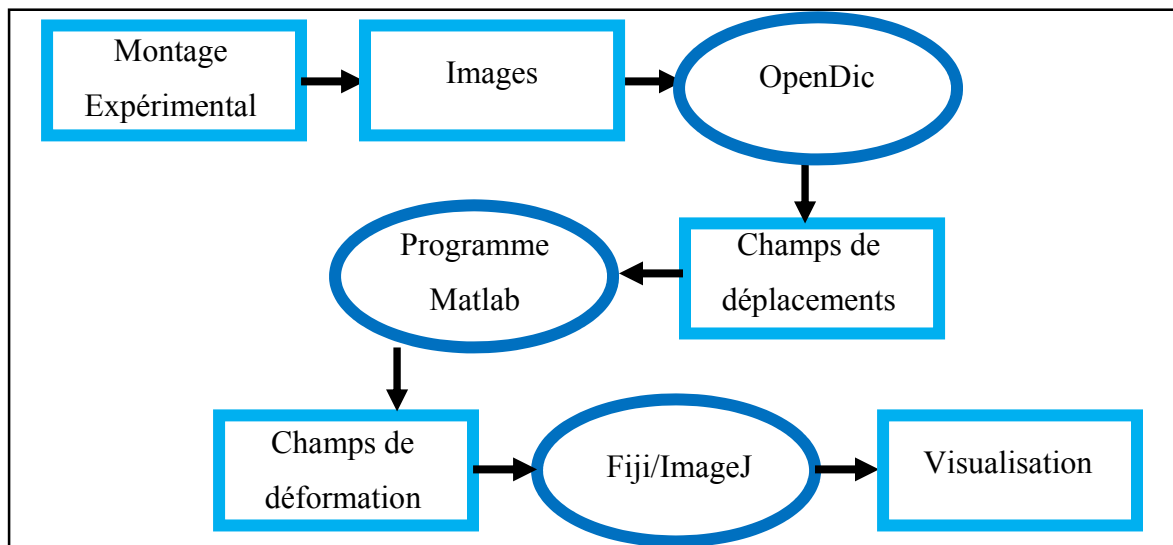 Montage
Expérimental
Images
OpenDic
Champs de
déplacements
Programme
Matlab
Champs de
déformation
Fiji/ImageJ
Visualisation